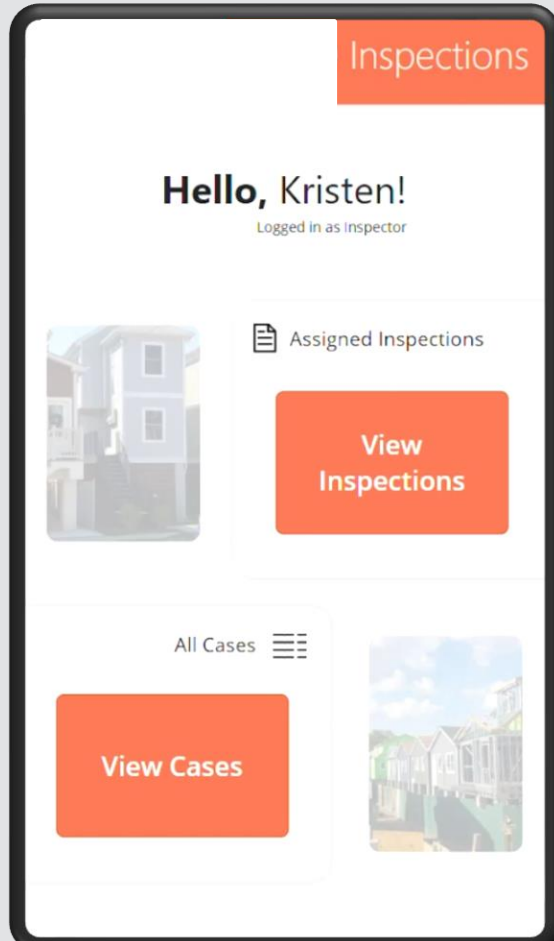 Inspections
Hello, Kristen!
Logged in as Inspector
Assigned Inspections
View
Inspections
All Cases
View Cases